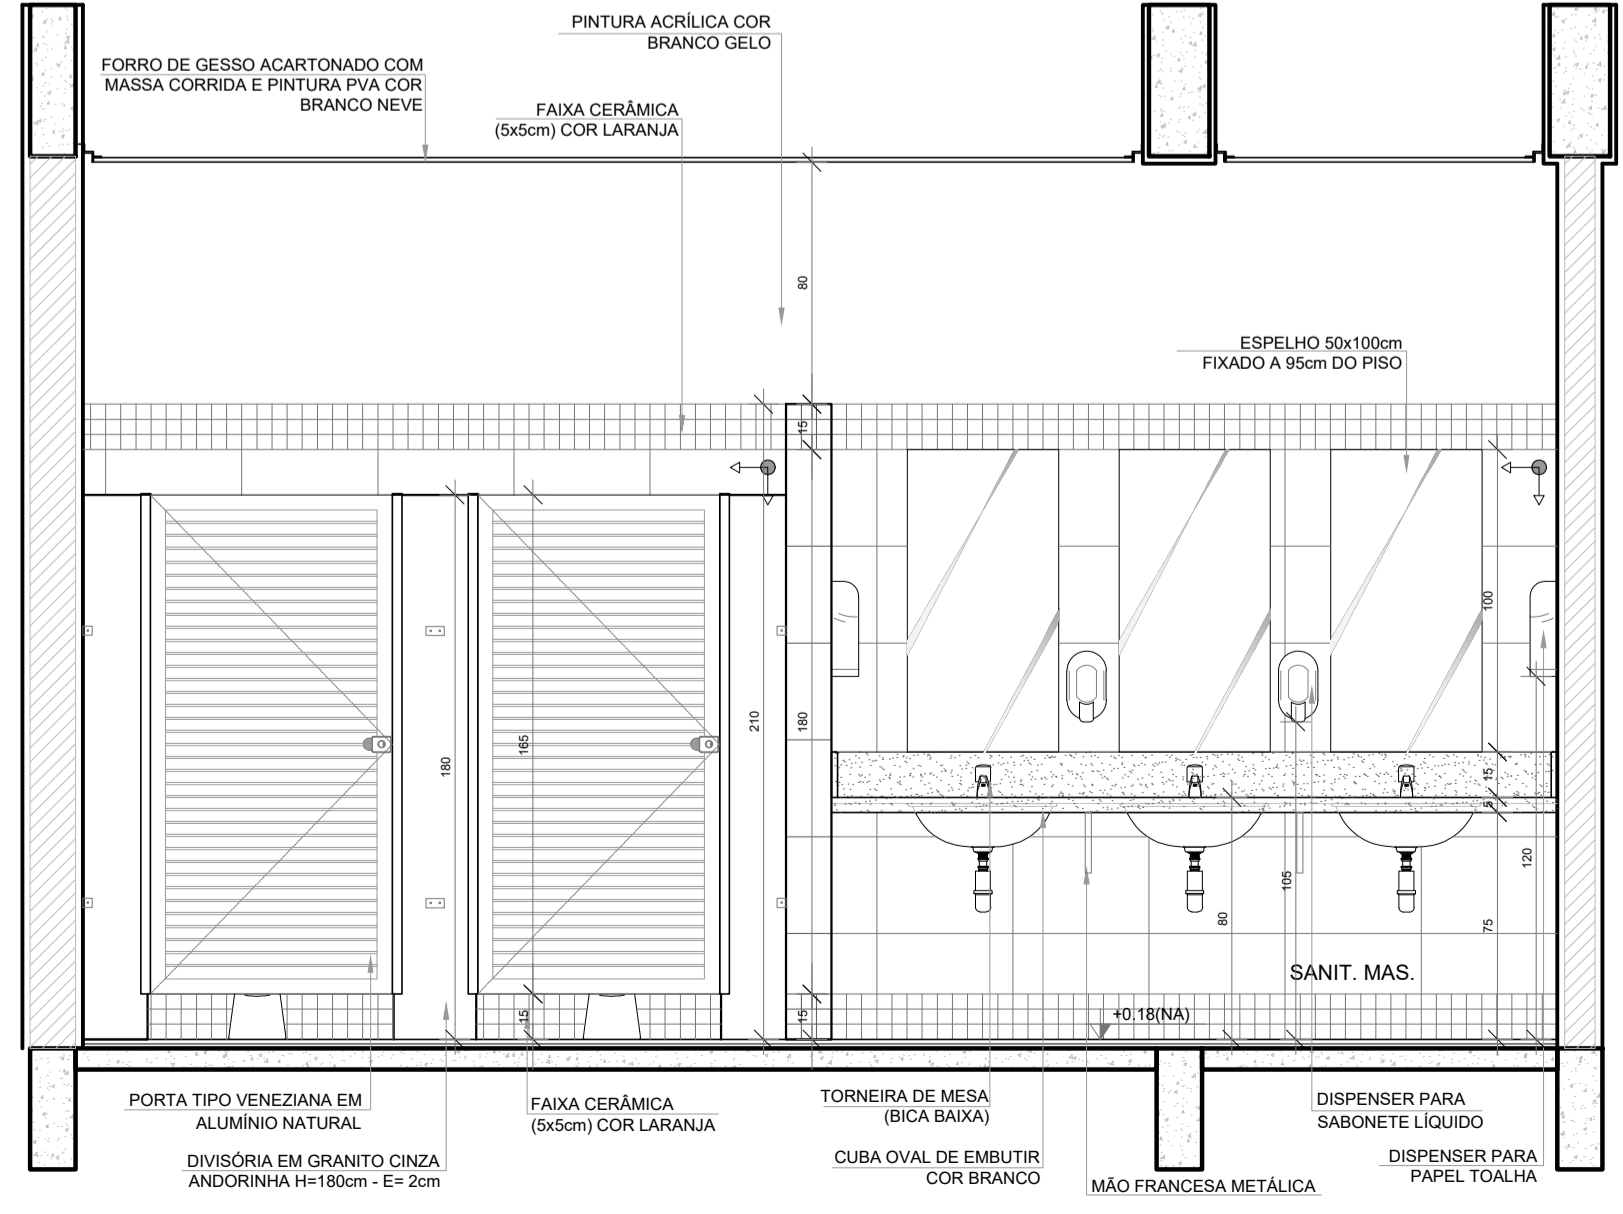 PINTURA ACRÍLICA COR
BRANCO GELO
FORRO DE GESSO ACARTONADO COM
MASSA CORRIDA E PINTURA PVA COR
BRANCO NEVE
FAIXA CERÂMICA
(5x5cm) COR LARANJA
80
ESPELHO 50x100cm
FIXADO A 95cm DO PISO
15
100
210
180
165
180
15
5
120
105
80
75
SANIT. MAS.
15
15
+0.18(NA)
PORTA TIPO VENEZIANA EM
ALUMÍNIO NATURAL
FAIXA CERÂMICA
(5x5cm) COR LARANJA
DIVISÓRIA EM GRANITO CINZA
ANDORINHA H=180cm - E= 2cm
TORNEIRA DE MESA
(BICA BAIXA)
CUBA OVAL DE EMBUTIR
COR BRANCO
MÃO FRANCESA METÁLICA
DISPENSER PARA
SABONETE LÍQUIDO
DISPENSER PARA
PAPEL TOALHA